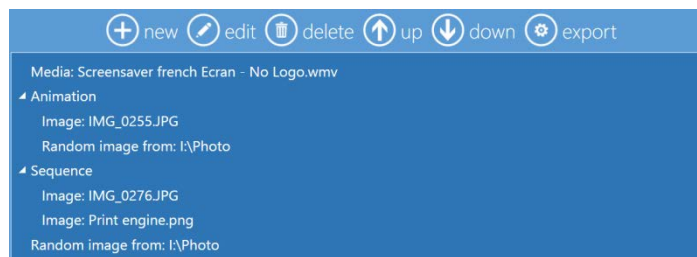 new edit delete up down export
Media: Screensaver french Ecran - No Logo.wmv
Animation
Image: IMG_0255.JPG
Random image from: I:\Photo
Sequence
Image: IMG_0276.JPG
Image: Print engine.png
Random image from: I:\Photo